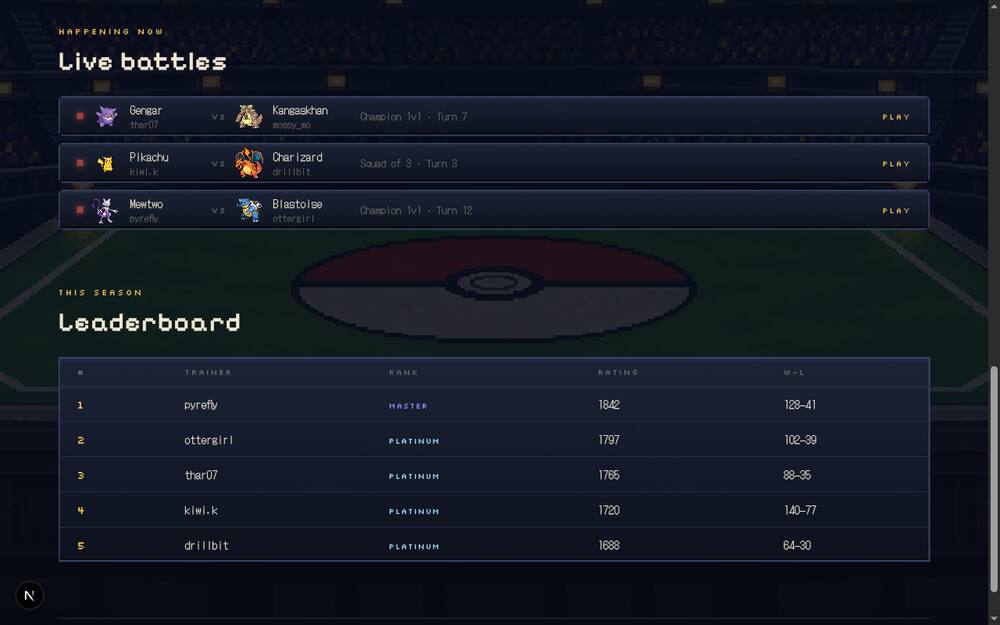 HAPPENING NOW
Live battles
Gengar VS Kangaskhan Champion 1v1 · Turn 7 PLAY
thar07 mossy_mo
Pikachu VS Charizard Squad of 3 · Turn 3 PLAY
kiwi.k drillbit
Mewtwo VS Blastoise Champion 1v1 · Turn 12 PLAY
pyrefly ottergirl
THIS SEASON
Leaderboard
# TRAINER RANK RATING W-L
1 pyrefly MASTER 1842 128–41
2 ottergirl PLATINUM 1797 102–39
3 thar07 PLATINUM 1765 88–35
4 kiwi.k PLATINUM 1720 140–77
5 drillbit PLATINUM 1688 64–30
N